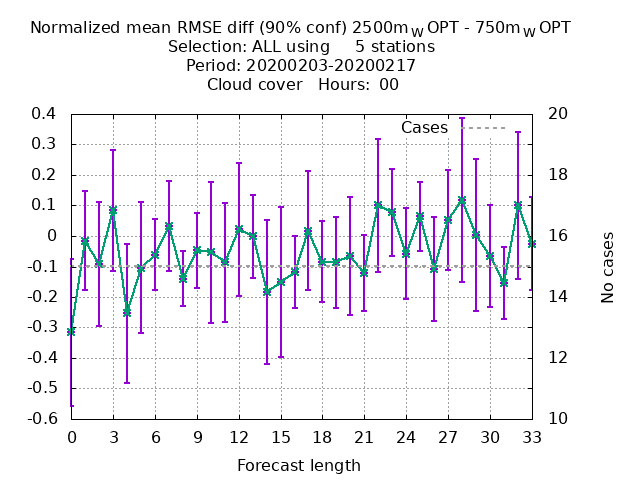 Normalized mean RMSE diff (90% conf) 2500m_W OPT - 750m_W OPT
Selection: ALL using     5 stations
Period: 20200203-20200217
Cloud cover   Hours: 00
Cases
0.4
0.3
0.2
0.1
0
-0.1
-0.2
-0.3
-0.4
-0.5
-0.6
20
18
16
14
12
10
No cases
0 3 6 9 12 15 18 21 24 27 30 33
Forecast length